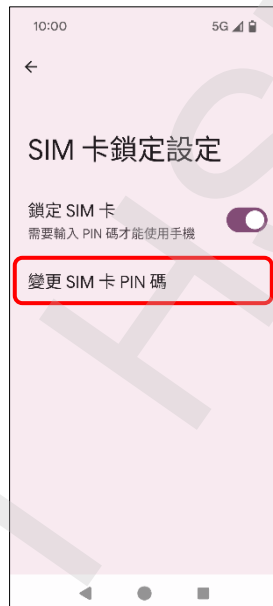 10:00 5G
SIM 卡鎖定設定
鎖定 SIM 卡
需要輸入 PIN 碼才能使用手機
變更 SIM 卡 PIN 碼